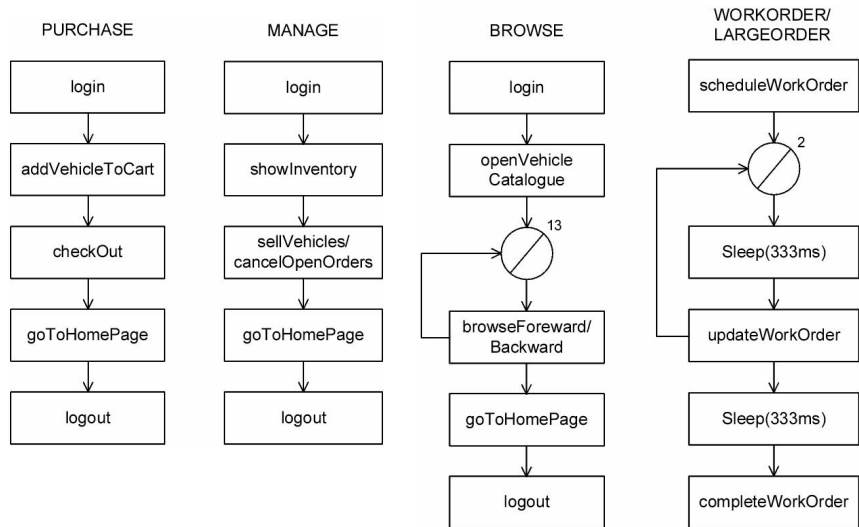 PURCHASE
login
addVehicleToCart
checkOut
goToHomePage
logout
MANAGE
login
showInventory
sellVehicles/
cancelOpenOrders
goToHomePage
logout
BROWSE
login
openVehicle
Catalogue
13
browseForeward/
Backward
goToHomePage
logout
WORKORDER/
LARGEORDER
scheduleWorkOrder
2
Sleep(333ms)
updateWorkOrder
Sleep(333ms)
completeWorkOrder